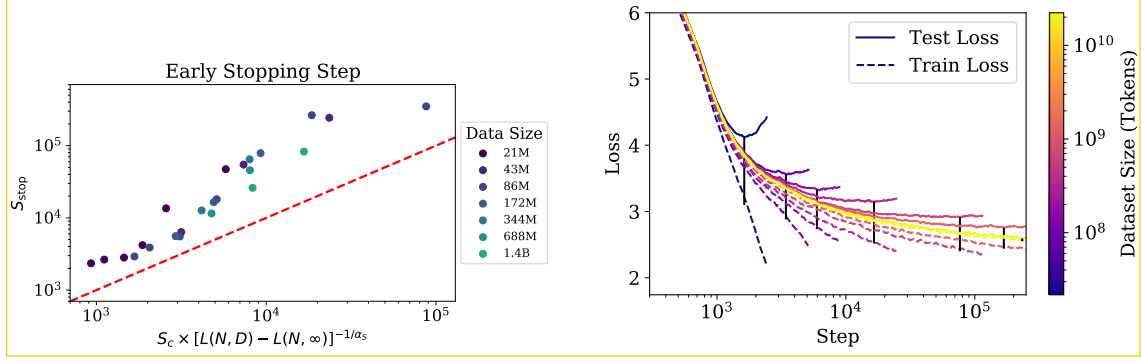 Early Stopping Step
S_stop
10^5
10^4
10^3
10^3 10^4 10^5
S_c × [L(N, D) − L(N, ∞)]^{−1/α_S}
Data Size
21M
43M
86M
172M
344M
688M
1.4B
Loss
6
5
4
3
2
10^3 10^4 10^5
Step
Test Loss
Train Loss
10^10
10^9
10^8
Dataset Size (Tokens)